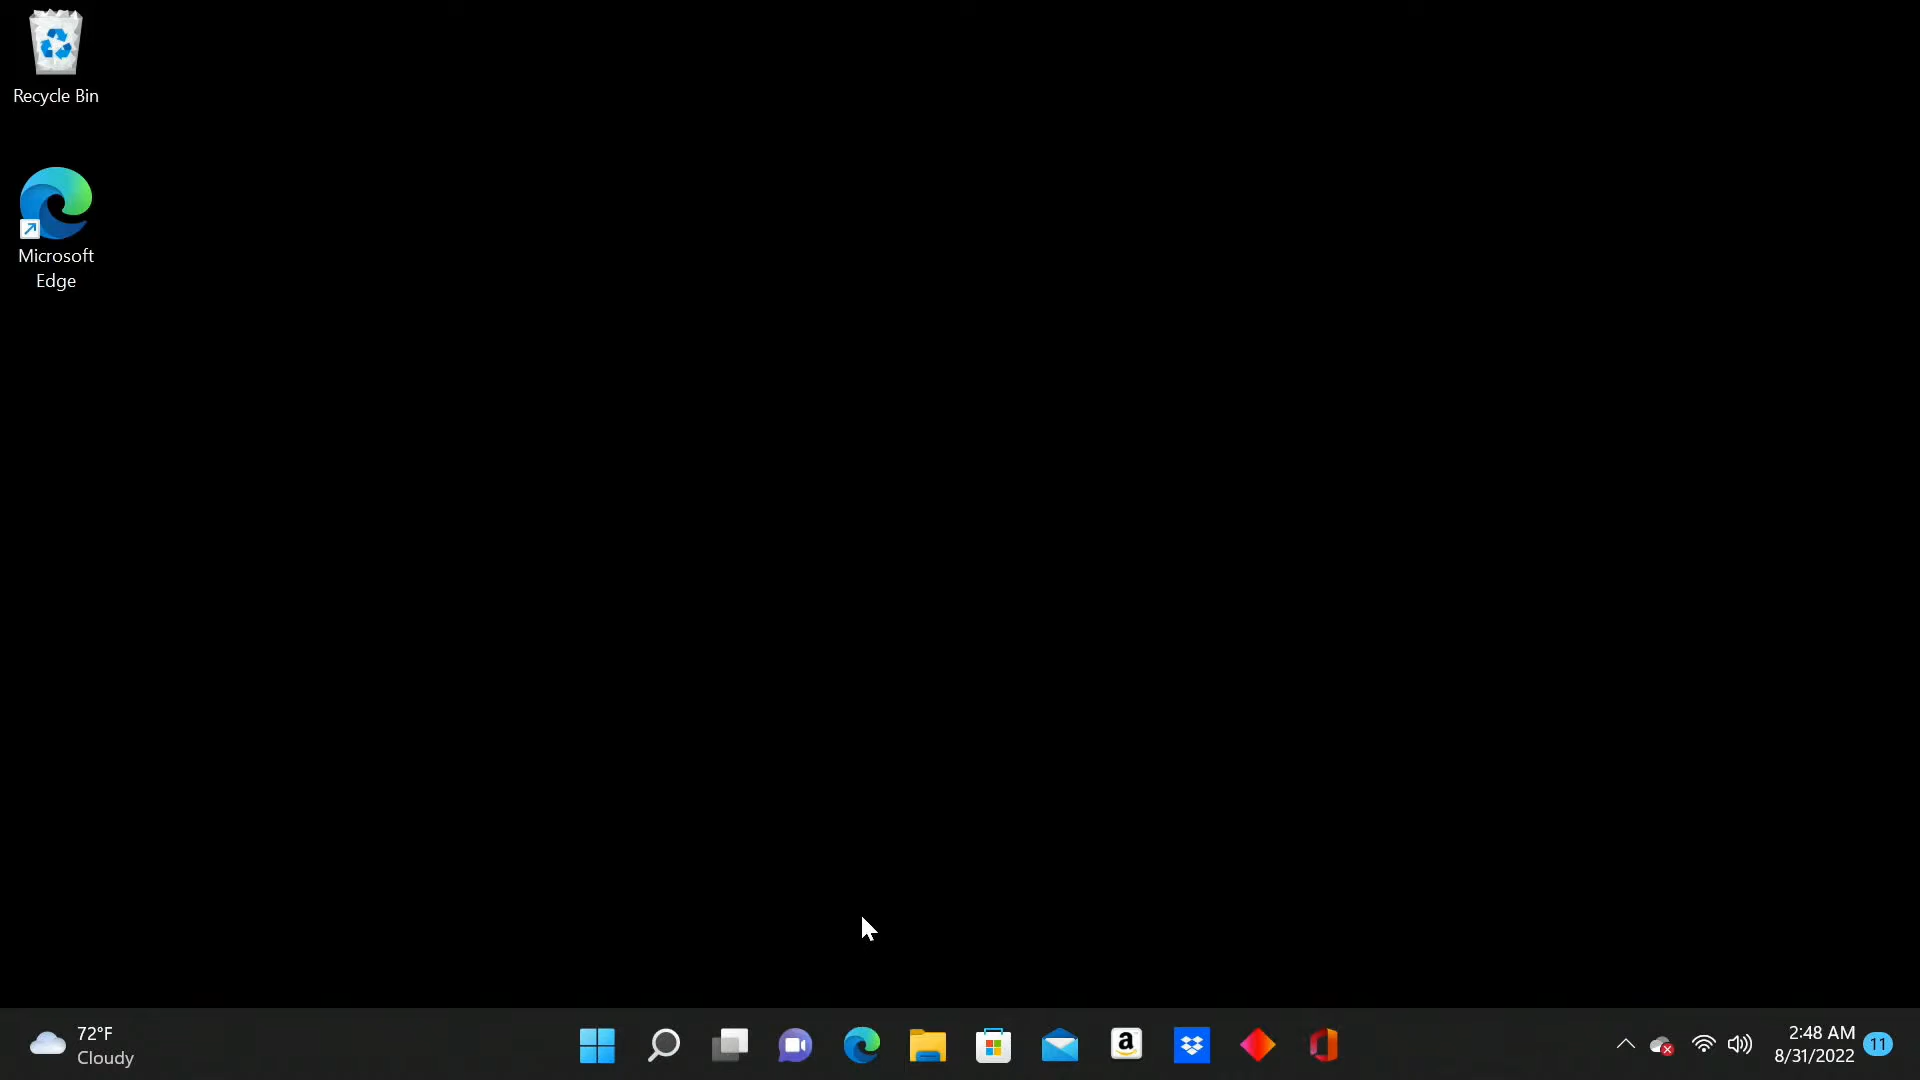 Recycle Bin
Microsoft
Edge
72°F
Cloudy
a
2:48 AM
8/31/2022
11